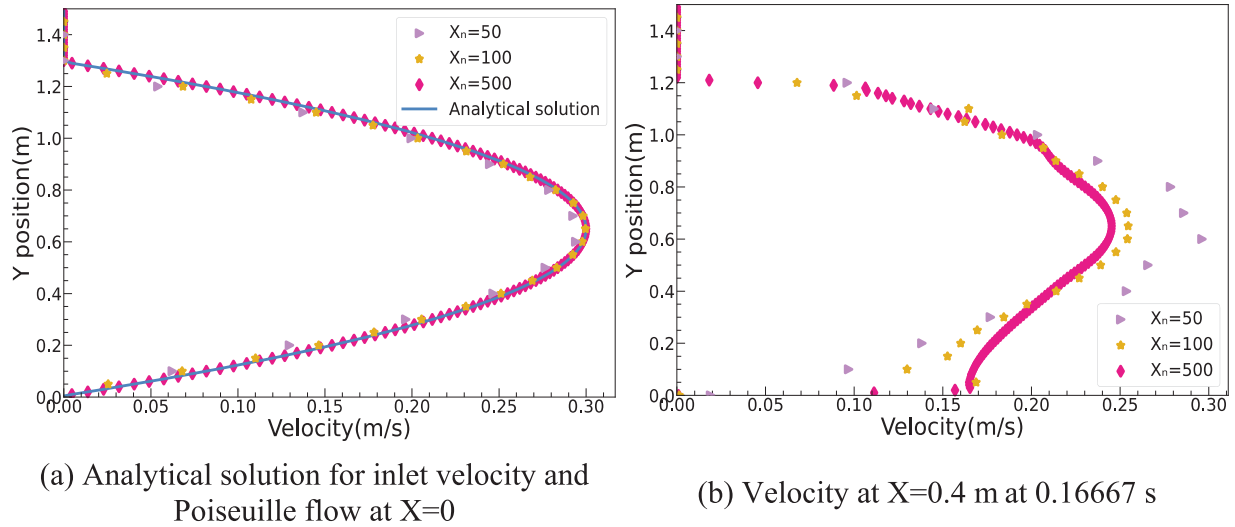 1.4
1.2
1.0
0.8
0.6
0.4
0.2
0.0
Y position(m)
0.00
0.05
0.10
0.15
0.20
0.25
0.30
Velocity(m/s)
Xₙ=50
Xₙ=100
Xₙ=500
Analytical solution
(a) Analytical solution for inlet velocity and
Poiseuille flow at X=0
1.4
1.2
1.0
0.8
0.6
0.4
0.2
0.0
Y position(m)
0.00
0.05
0.10
0.15
0.20
0.25
0.30
Velocity(m/s)
Xₙ=50
Xₙ=100
Xₙ=500
(b) Velocity at X=0.4 m at 0.16667 s